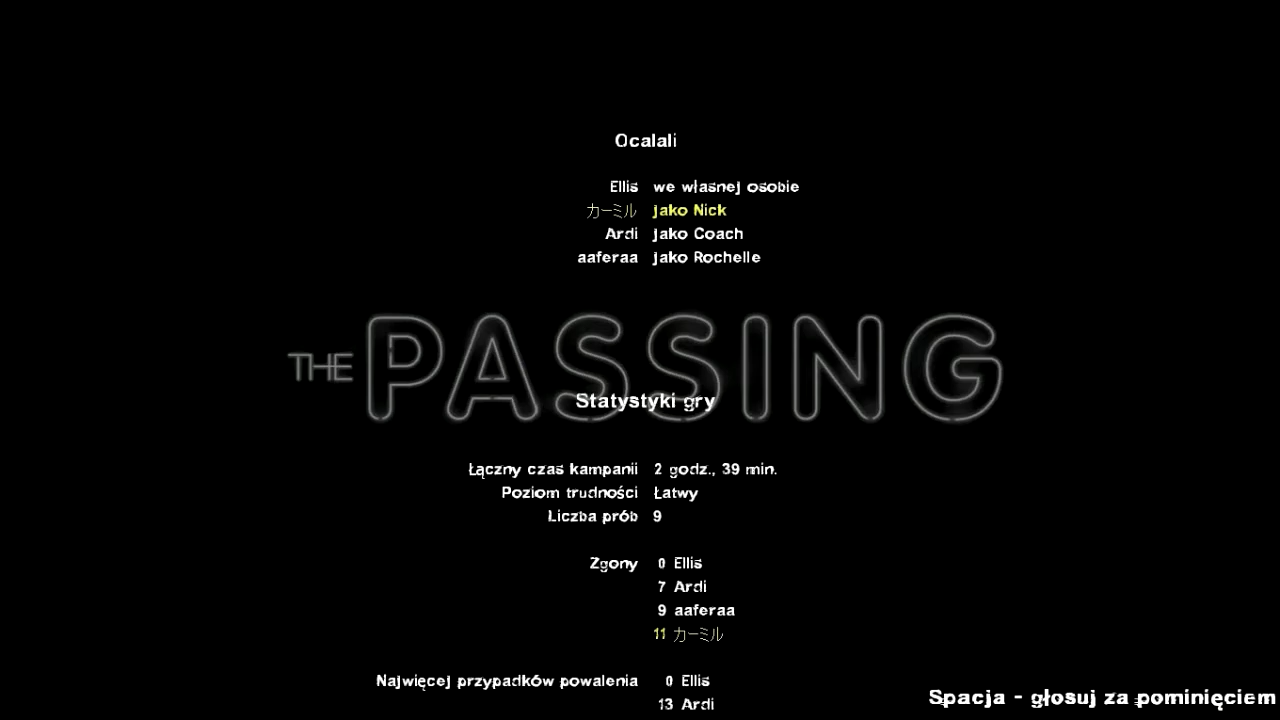 Ocalali
Ellis we własnej osobie
カーミル jako Nick
Ardi jako Coach
aaferaa jako Rochelle
THE PASSING
Statystyki gry
Łączny czas kampanii 2 godz., 39 min.
Poziom trudności Łatwy
Liczba prób 9
Zgony 0 Ellis
7 Ardi
9 aaferaa
11 カーミル
Najwięcej przypadków powalenia 0 Ellis
13 Ardi
Spacja - głosuj za pominięciem